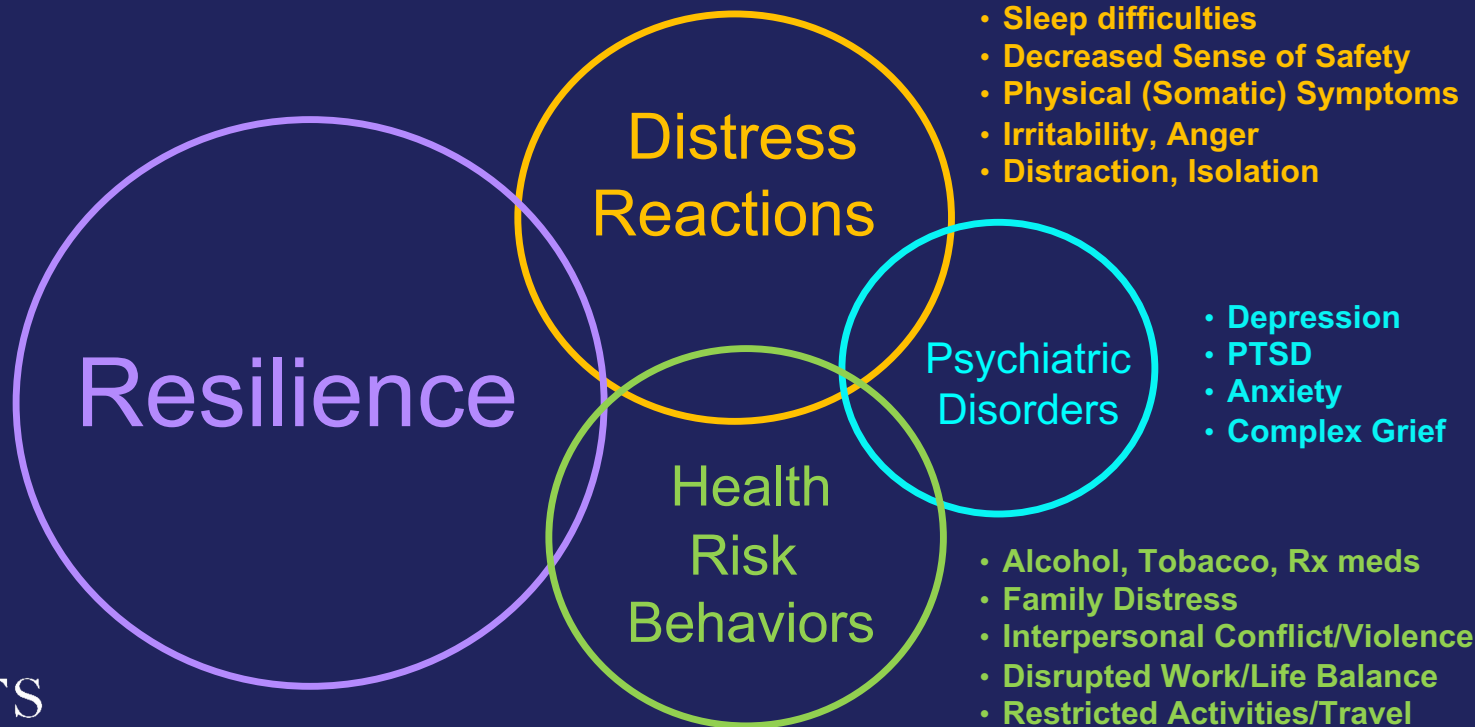 Resilience
Distress
Reactions
• Sleep difficulties
• Decreased Sense of Safety
• Physical (Somatic) Symptoms
• Irritability, Anger
• Distraction, Isolation
Psychiatric
Disorders
• Depression
• PTSD
• Anxiety
• Complex Grief
Health
Risk
Behaviors
• Alcohol, Tobacco, Rx meds
• Family Distress
• Interpersonal Conflict/Violence
• Disrupted Work/Life Balance
• Restricted Activities/Travel